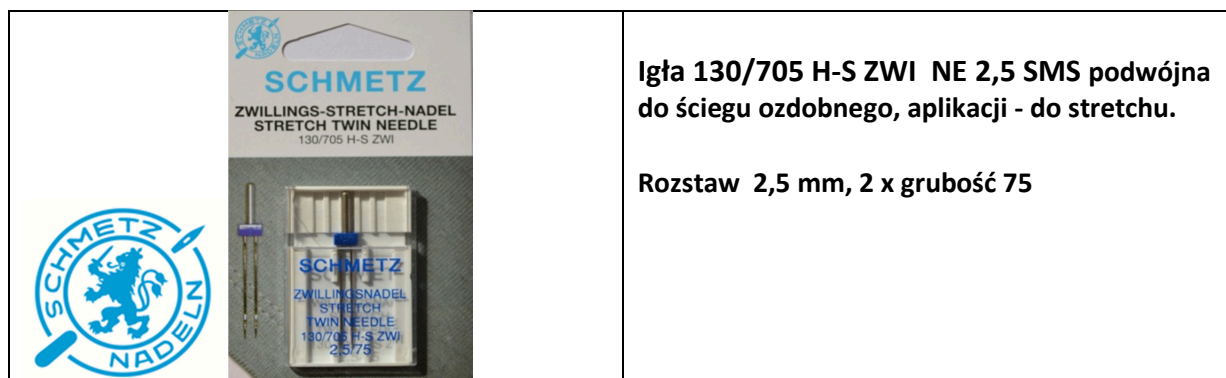 SCHMETZ
ZWILLINGS-STRETCH-NADEL
STRETCH TWIN NEEDLE
130/705 H-S ZWI
SCHMETZ
ZWILLINGSNADEL
STRETCH
TWIN NEEDLE
130/705 H-S ZWI
2,5/75
SCHMETZ
NADELN
Igła 130/705 H-S ZWI NE 2,5 SMS podwójna
do ściegu ozdobnego, aplikacji - do stretchu.
Rozstaw 2,5 mm, 2 x grubość 75